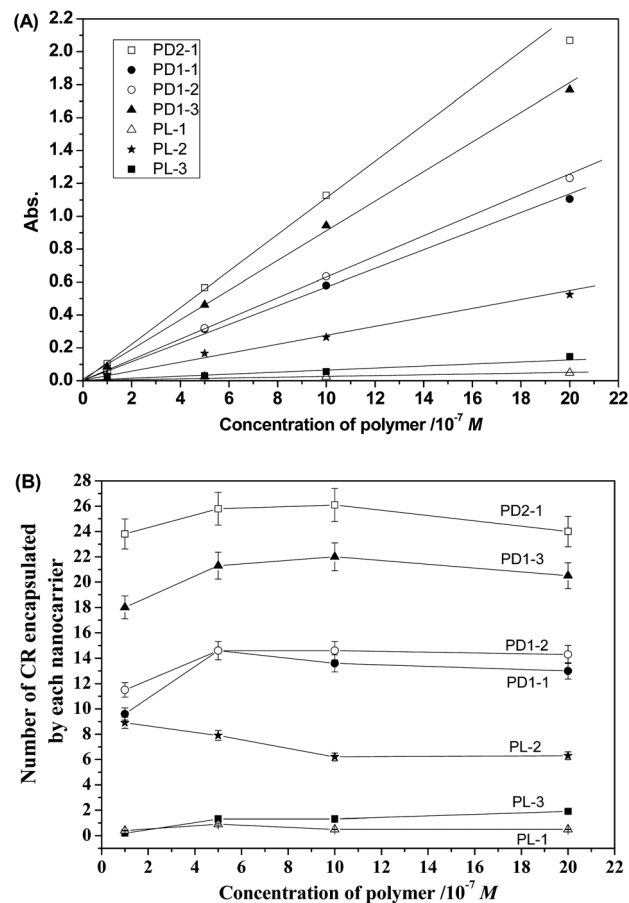 (A)
2.2
2.0
1.8
1.6
1.4
1.2
1.0
0.8
0.6
0.4
0.2
0.0
Abs.
PD2-1
PD1-1
PD1-2
PD1-3
PL-1
PL-2
PL-3
0 2 4 6 8 10 12 14 16 18 20 22
Concentration of polymer /10⁻⁷ M
(B)
28
26
24
22
20
18
16
14
12
10
8
6
4
2
0
Number of CR encapsulated
by each nanocarrier
PD2-1
PD1-3
PD1-2
PD1-1
PL-2
PL-3
PL-1
0 2 4 6 8 10 12 14 16 18 20 22
Concentration of polymer /10⁻⁷ M